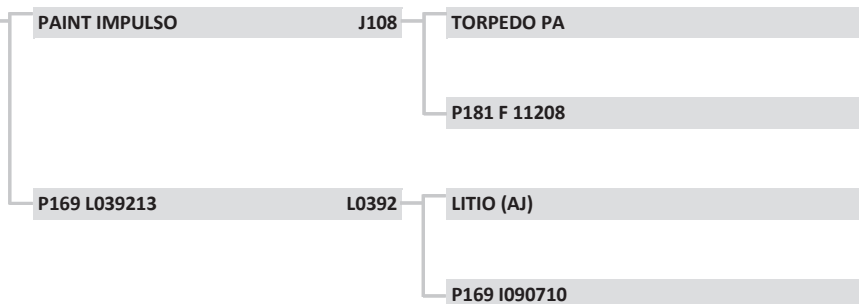 PAINT IMPULSO J108 TORPEDO PA
P181 F 11208
P169 L039213 L0392 LITIO (AJ)
P169 I090710